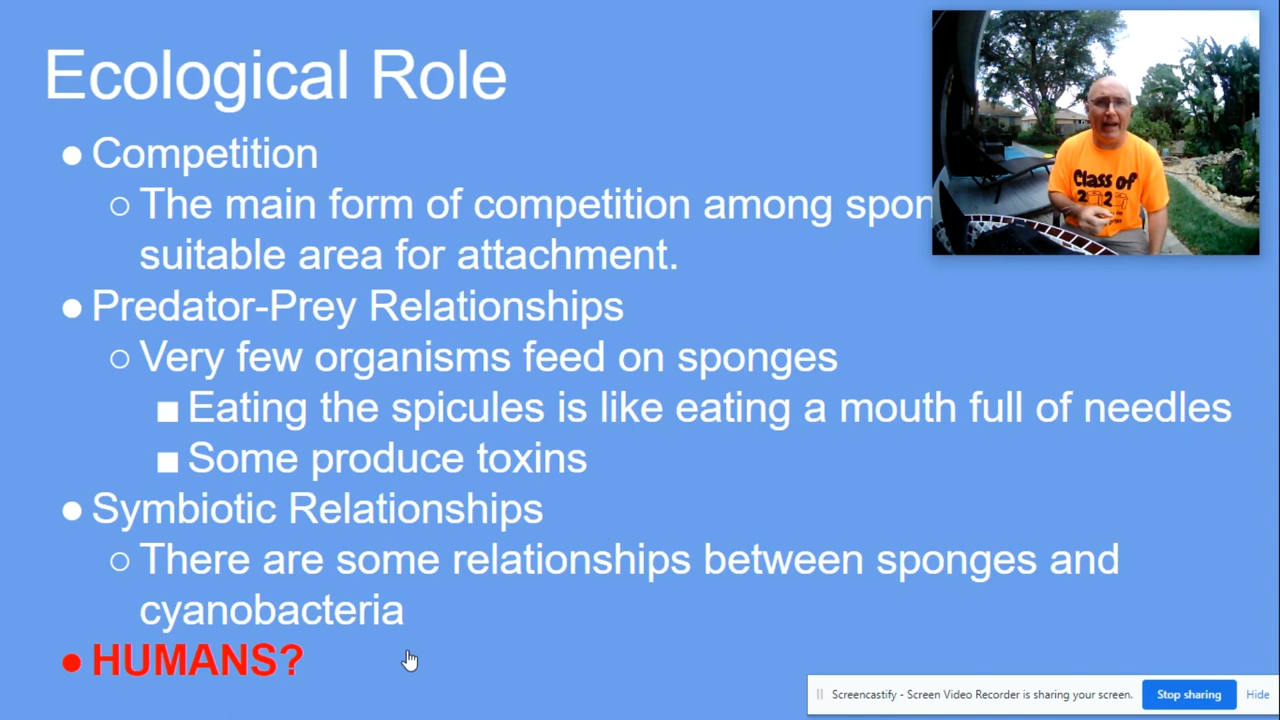 Ecological Role
● Competition
○ The main form of competition among spon
suitable area for attachment.
● Predator-Prey Relationships
○ Very few organisms feed on sponges
■ Eating the spicules is like eating a mouth full of needles
■ Some produce toxins
● Symbiotic Relationships
○ There are some relationships between sponges and
cyanobacteria
● HUMANS?
Class of
Screencastify - Screen Video Recorder is sharing your screen.
Stop sharing
Hide